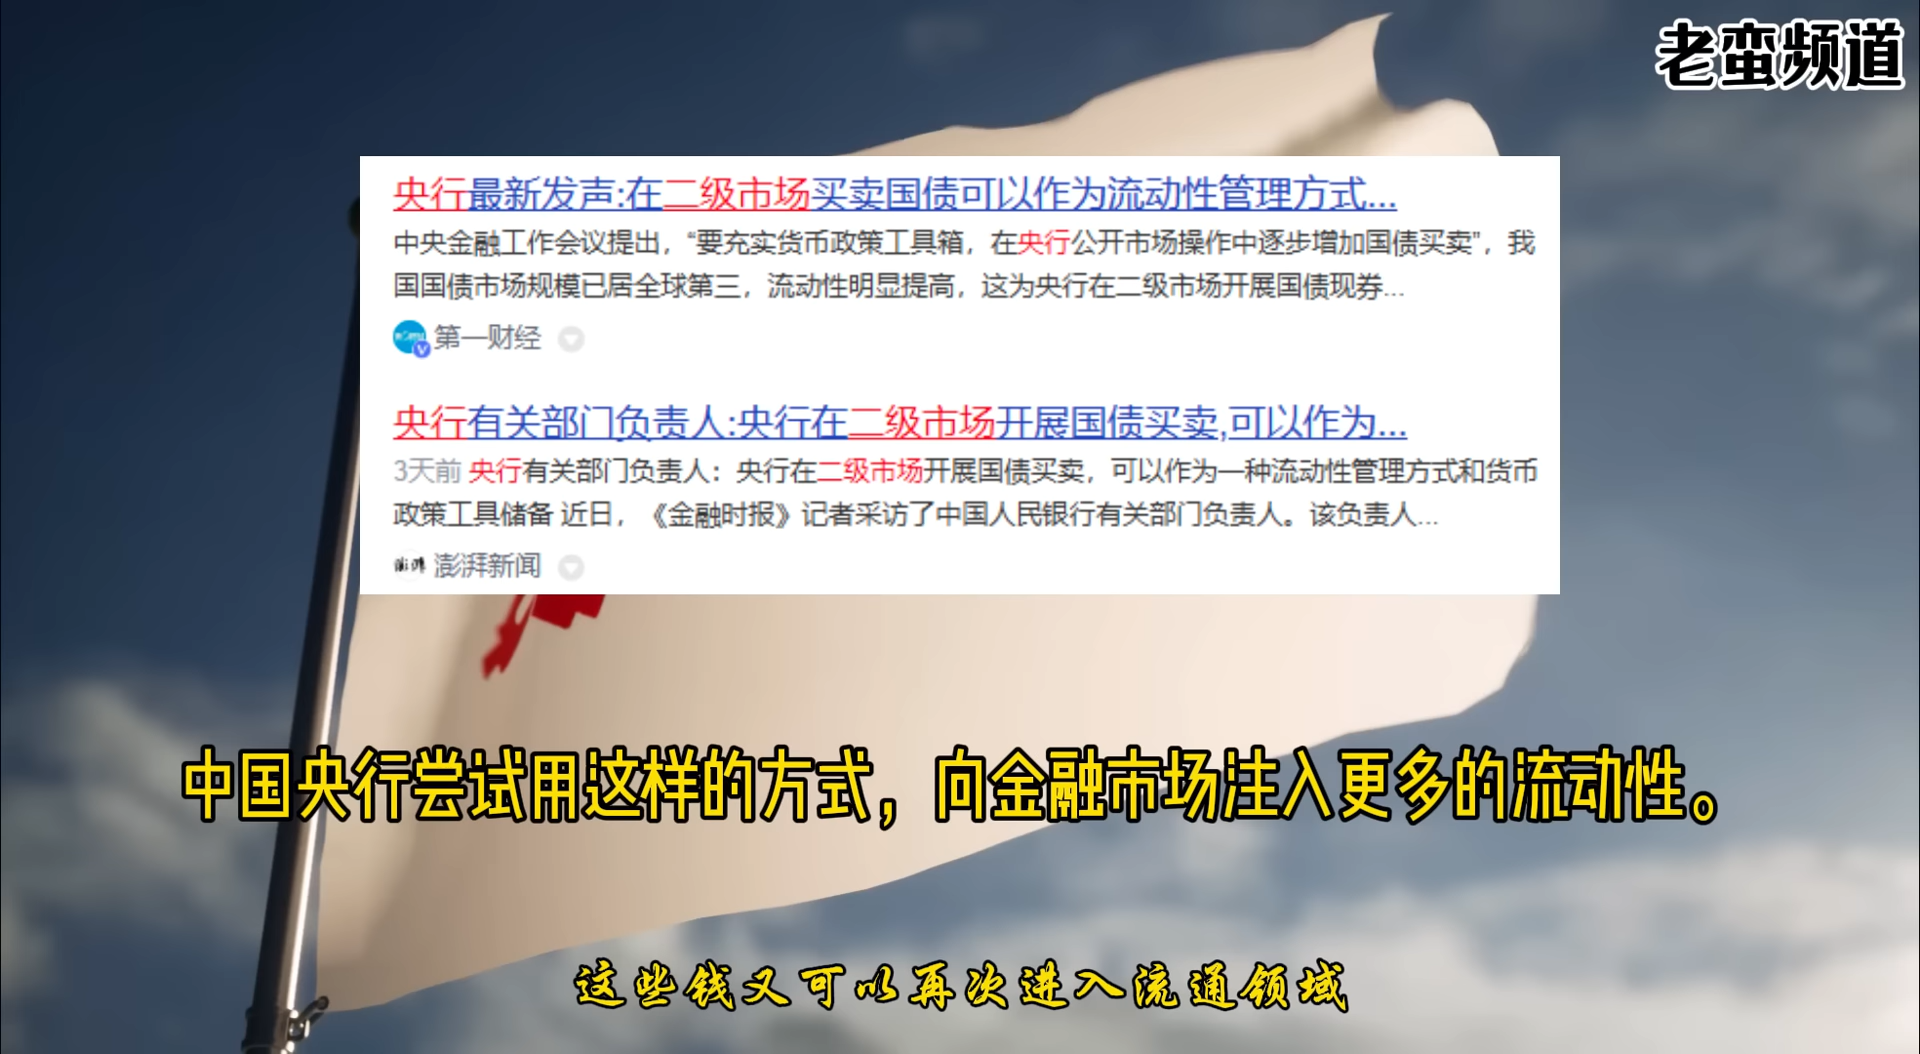 老蛮频道
央行最新发声:在二级市场买卖国债可以作为流动性管理方式...
中央金融工作会议提出，“要充实货币政策工具箱，在央行公开市场操作中逐步增加国债买卖”，我
国国债市场规模已居全球第三，流动性明显提高，这为央行在二级市场开展国债现券...
第一财经
央行有关部门负责人:央行在二级市场开展国债买卖,可以作为...
3天前 央行有关部门负责人：央行在二级市场开展国债买卖，可以作为一种流动性管理方式和货币
政策工具储备 近日，《金融时报》记者采访了中国人民银行有关部门负责人。该负责人...
澎湃 澎湃新闻
中国央行尝试用这样的方式，向金融市场注入更多的流动性。
这些钱又可以再次进入流通领域